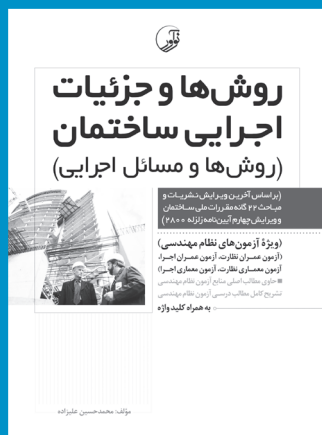 نوآور
روش‌ها و جزئیات
اجرایی ساختمان
(روش‌ها و مسائل اجرایی)
(براساس آخرین ویرایش نشریات و
مباحث ۲۲ گانه مقررات ملی ساختمان
و ویرایش چهارم آیین‌نامه زلزله ۲۸۰۰)
(ویژهٔ آزمون‌های نظام مهندسی)
(آزمون عمران نظارت، آزمون عمران اجرا،
آزمون معماری نظارت، آزمون معماری اجرا)
حاوی مطالب اصلی منابع آزمون نظام مهندسی
تشریح کامل مطالب درسی آزمون نظام مهندسی
به همراه کلید واژه
مؤلف: محمدحسین علیزاده